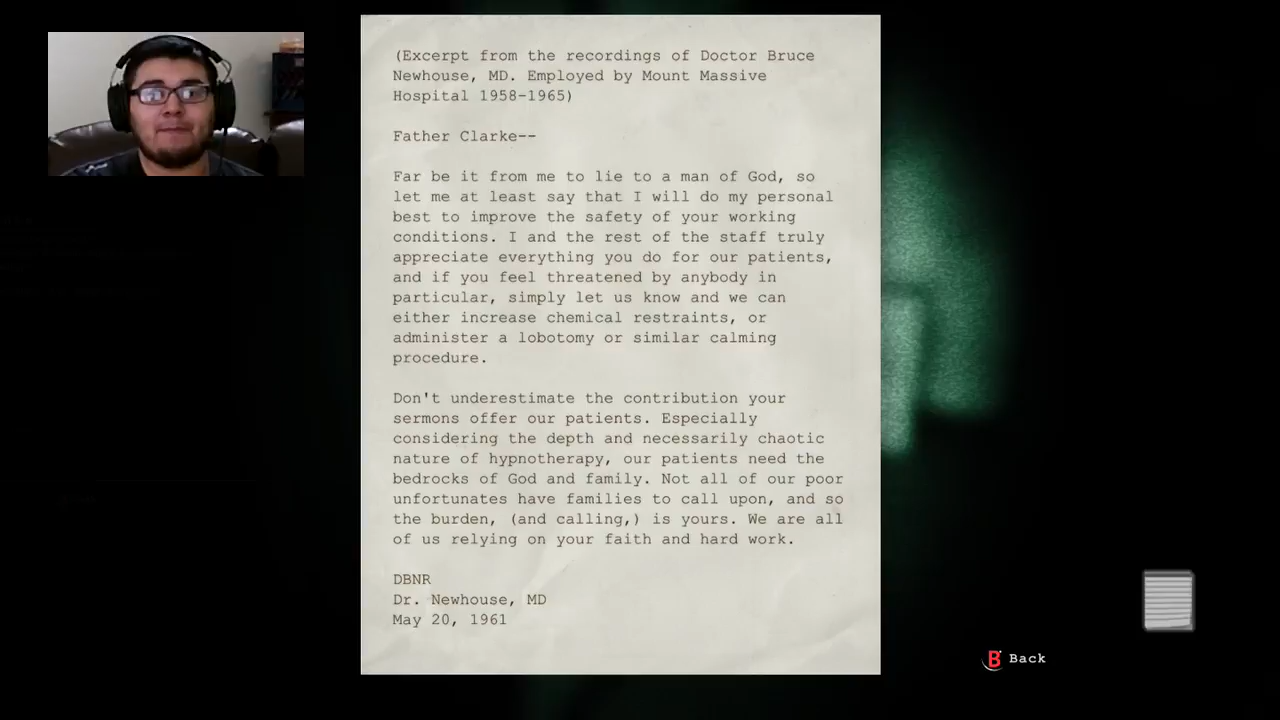 (Excerpt from the recordings of Doctor Bruce
Newhouse, MD. Employed by Mount Massive
Hospital 1958-1965)
Father Clarke--
Far be it from me to lie to a man of God, so
let me at least say that I will do my personal
best to improve the safety of your working
conditions. I and the rest of the staff truly
appreciate everything you do for our patients,
and if you feel threatened by anybody in
particular, simply let us know and we can
either increase chemical restraints, or
administer a lobotomy or similar calming
procedure.
Don't underestimate the contribution your
sermons offer our patients. Especially
considering the depth and necessarily chaotic
nature of hypnotherapy, our patients need the
bedrocks of God and family. Not all of our poor
unfortunates have families to call upon, and so
the burden, (and calling,) is yours. We are all
of us relying on your faith and hard work.
DBNR
Dr. Newhouse, MD
May 20, 1961
B Back